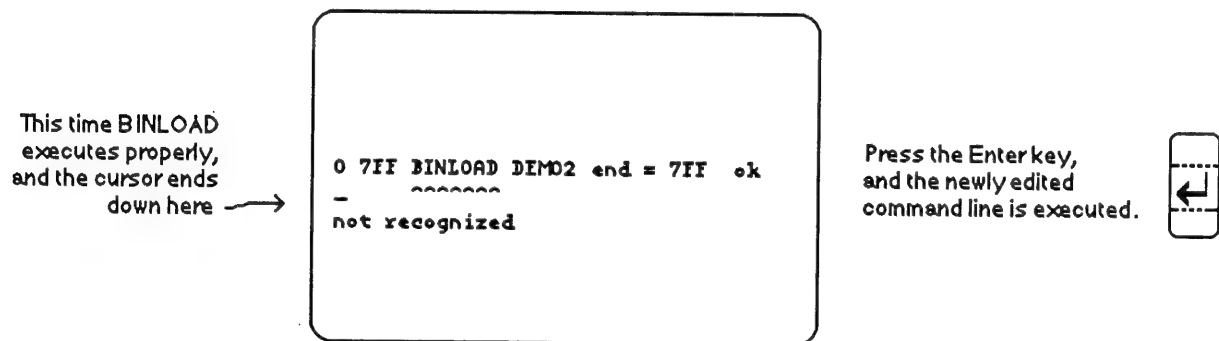 This time BINLOAD
executes properly,
and the cursor ends
down here
0 7FF BINLOAD DEMO2 end = 7FF ok
^^^^^^^
_
not recognized
Press the Enter key,
and the newly edited
command line is executed.